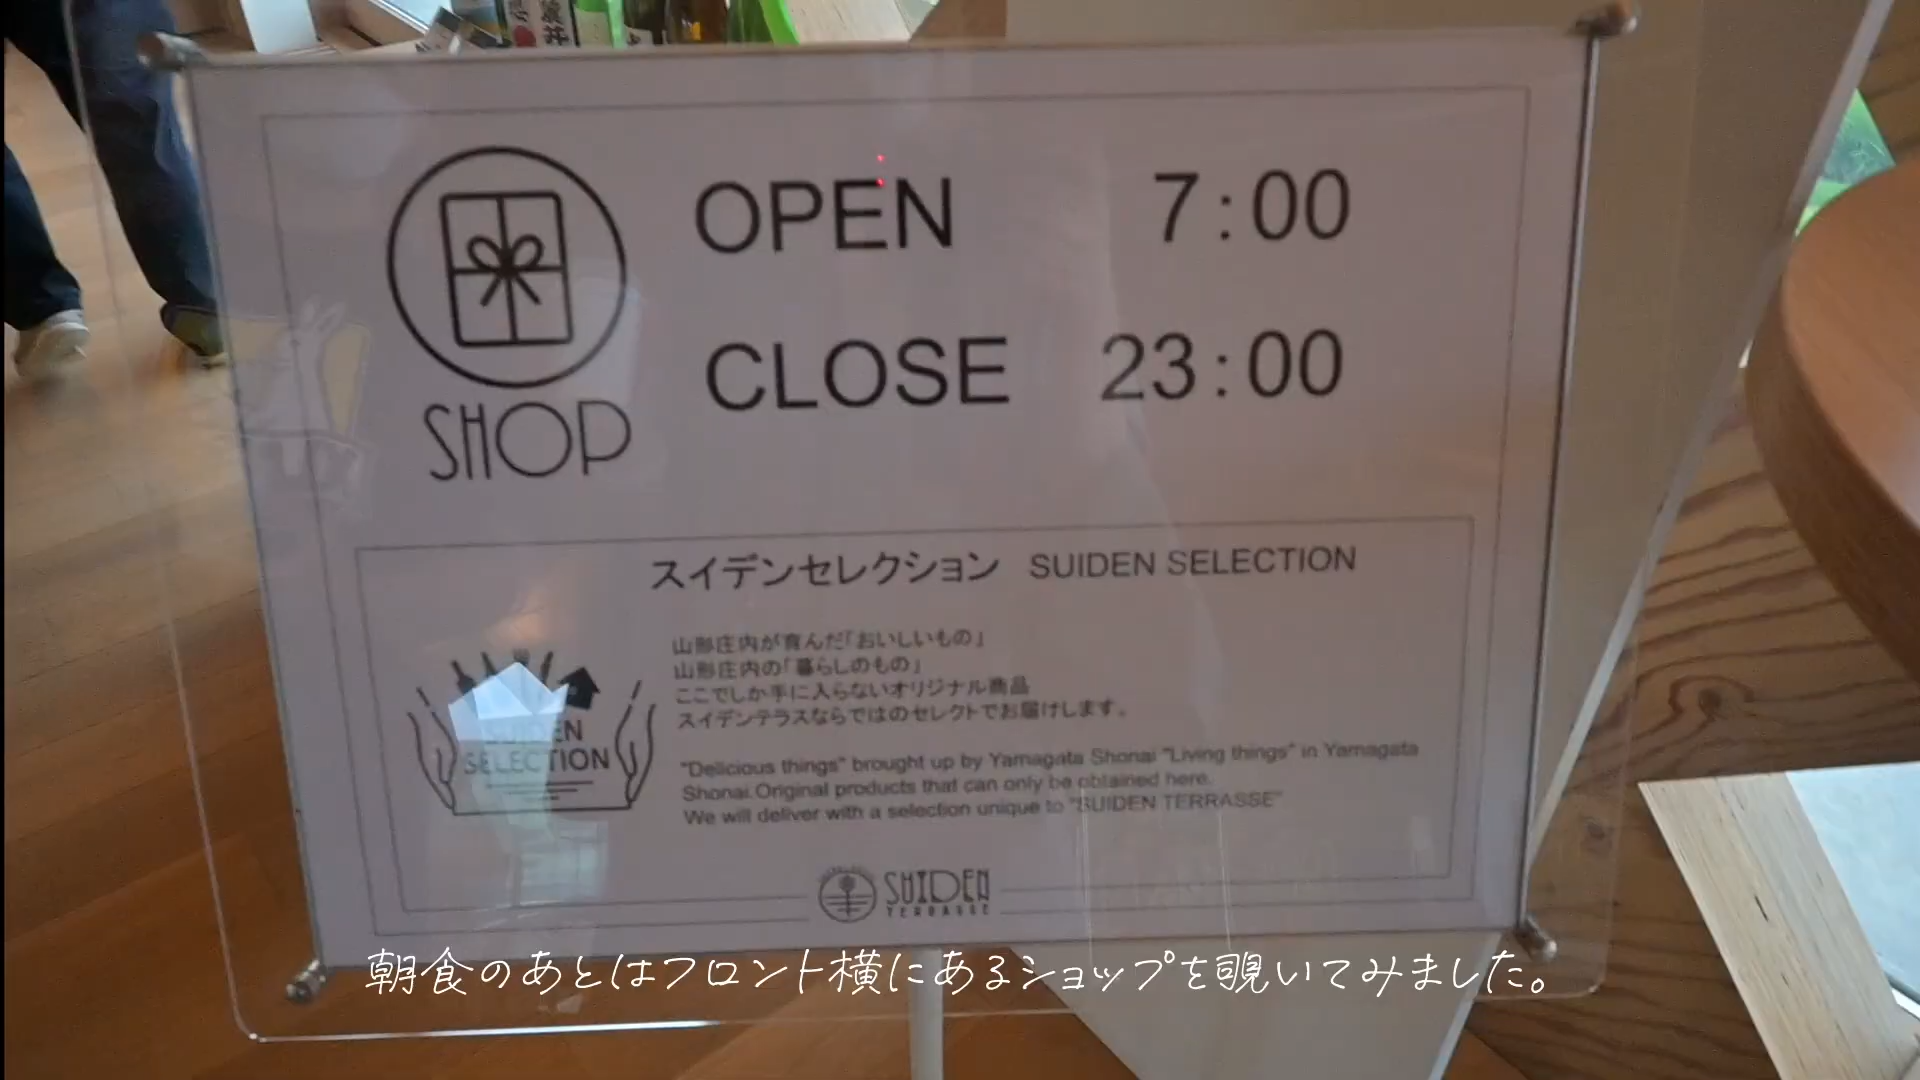 OPEN 7:00
CLOSE 23:00
SHOP
スイデンセレクション SUIDEN SELECTION
山形庄内が育んだ「おいしいもの」
山形庄内の「暮らしのもの」
ここでしか手に入らないオリジナル商品
スイデンテラスならではのセレクトでお届けします。
SUIDEN
SELECTION
"Delicious things" brought up by Yamagata Shonai "Living things" in Yamagata
Shonai.Original products that can only be obtained here.
We will deliver with a selection unique to "SUIDEN TERRASSE"
SUIDEN
TERRASSE
朝食のあとはフロント横にあるショップを覗いてみました。